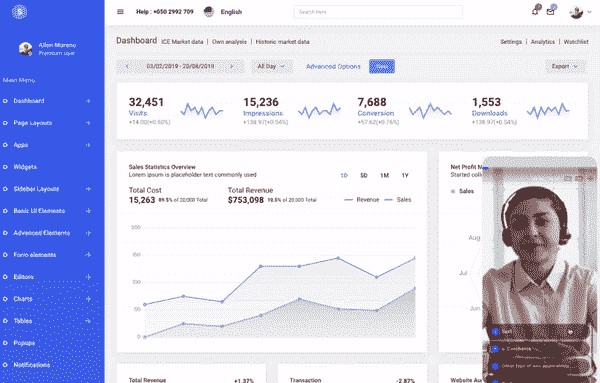 Help : +050 2992 709
English
Search Here
Allen Moreno
Premium user
Main Menu
Dashboard
Page Layouts
Apps
Widgets
Sidebar Layouts
Basic UI Elements
Advanced Elements
Form elements
Editors
Charts
Tables
Popups
Notifications
Dashboard ICE Market data | Own analysis | Historic market data
Settings | Analytics | Watchlist
03/02/2019 - 20/08/2019
All Day
Advanced Options
Export
32,451
Visits
+14.00(+0.50%)
15,236
Impressions
+138.97(+0.54%)
7,688
Conversion
+57.62(+0.76%)
1,553
Downloads
+138.97(+0.54%)
Sales Statistics Overview
Lorem ipsum is placeholder text commonly used
1D 5D 1M 1Y
Total Cost
15,263 89.5% of 20,000 Total
Total Revenue
$753,098 10.5% of 20,000 Total
Revenue Sales
200
150
100
50
0
Net Profit
Started
Sales
Aug
Jul
Jun
Total Revenue
+1.37%
Transaction
-2.87%
Website